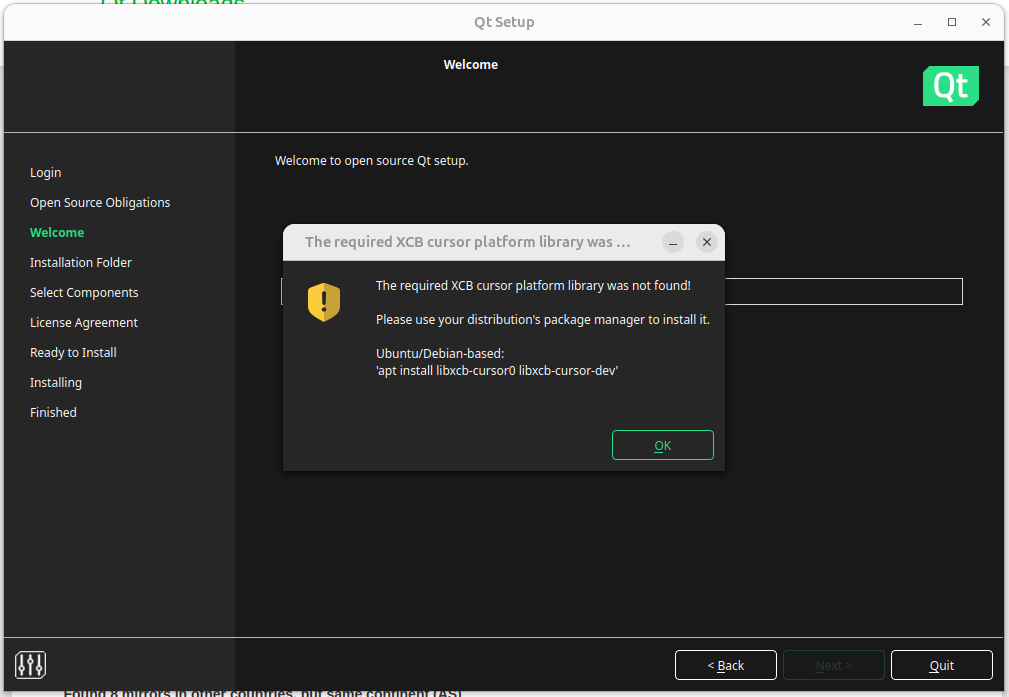 Qt Downloads
Qt Setup
Welcome
Qt
Login
Open Source Obligations
Welcome
Installation Folder
Select Components
License Agreement
Ready to Install
Installing
Finished
Welcome to open source Qt setup.
The required XCB cursor platform library was ...
The required XCB cursor platform library was not found!
Please use your distribution's package manager to install it.
Ubuntu/Debian-based:
'apt install libxcb-cursor0 libxcb-cursor-dev'
OK
< Back
Next >
Quit
Found 8 mirrors in other countries, but same continent (AS)